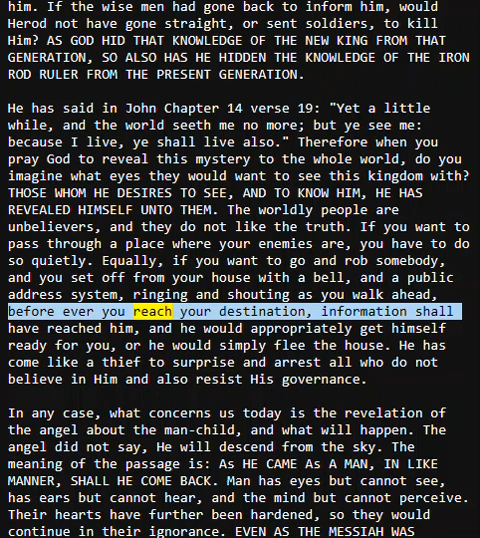 him. If the wise men had gone back to inform him, would
Herod not have gone straight, or sent soldiers, to kill
Him? AS GOD HID THAT KNOWLEDGE OF THE NEW KING FROM THAT
GENERATION, SO ALSO HAS HE HIDDEN THE KNOWLEDGE OF THE IRON
ROD RULER FROM THE PRESENT GENERATION.
He has said in John Chapter 14 verse 19: "Yet a little
while, and the world seeth me no more; but ye see me:
because I live, ye shall live also." Therefore when you
pray God to reveal this mystery to the whole world, do you
imagine what eyes they would want to see this kingdom with?
THOSE WHOM HE DESIRES TO SEE, AND TO KNOW HIM, HE HAS
REVEALED HIMSELF UNTO THEM. The worldly people are
unbelievers, and they do not like the truth. If you want to
pass through a place where your enemies are, you have to do
so quietly. Equally, if you want to go and rob somebody,
and you set off from your house with a bell, and a public
address system, ringing and shouting as you walk ahead,
before ever you reach your destination, information shall
have reached him, and he would appropriately get himself
ready for you, or he would simply flee the house. He has
come like a thief to surprise and arrest all who do not
believe in Him and also resist His governance.
In any case, what concerns us today is the revelation of
the angel about the man-child, and what will happen. The
angel did not say, He will descend from the sky. The
meaning of the passage is: As HE CAME As A MAN, IN LIKE
MANNER, SHALL HE COME BACK. Man has eyes but cannot see,
has ears but cannot hear, and the mind but cannot perceive.
Their hearts have further been hardened, so they would
continue in their ignorance. EVEN AS THE MESSIAH WAS